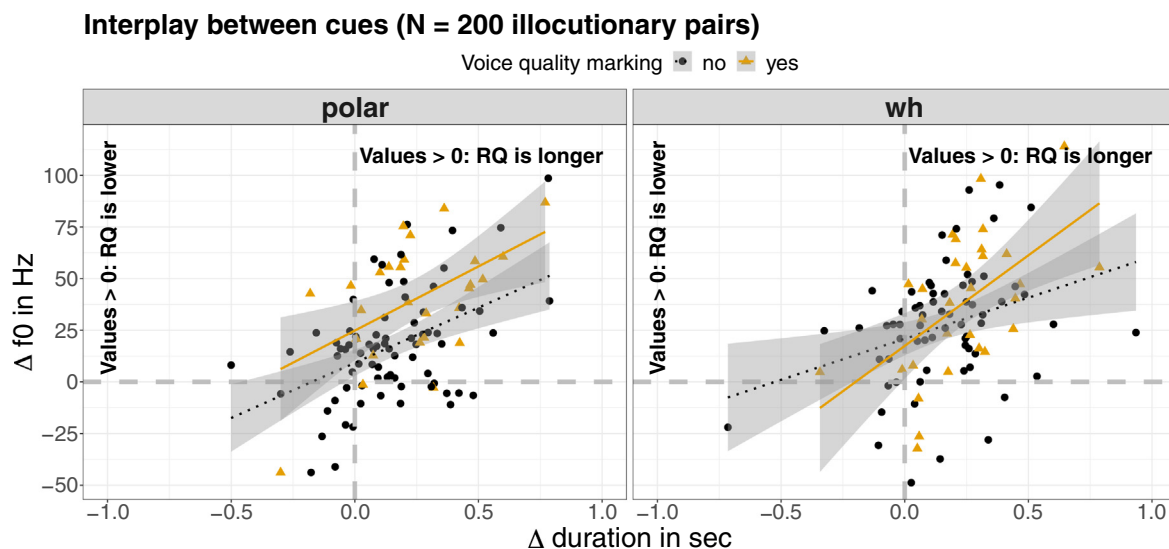 Interplay between cues (N = 200 illocutionary pairs)
Voice quality marking no yes
polar
wh
Values > 0: RQ is longer
Values > 0: RQ is longer
Values > 0: RQ is lower
Values > 0: RQ is lower
Δ f0 in Hz
100
75
50
25
0
−25
−50
−1.0 −0.5 0.0 0.5 1.0
−1.0 −0.5 0.0 0.5 1.0
Δ duration in sec